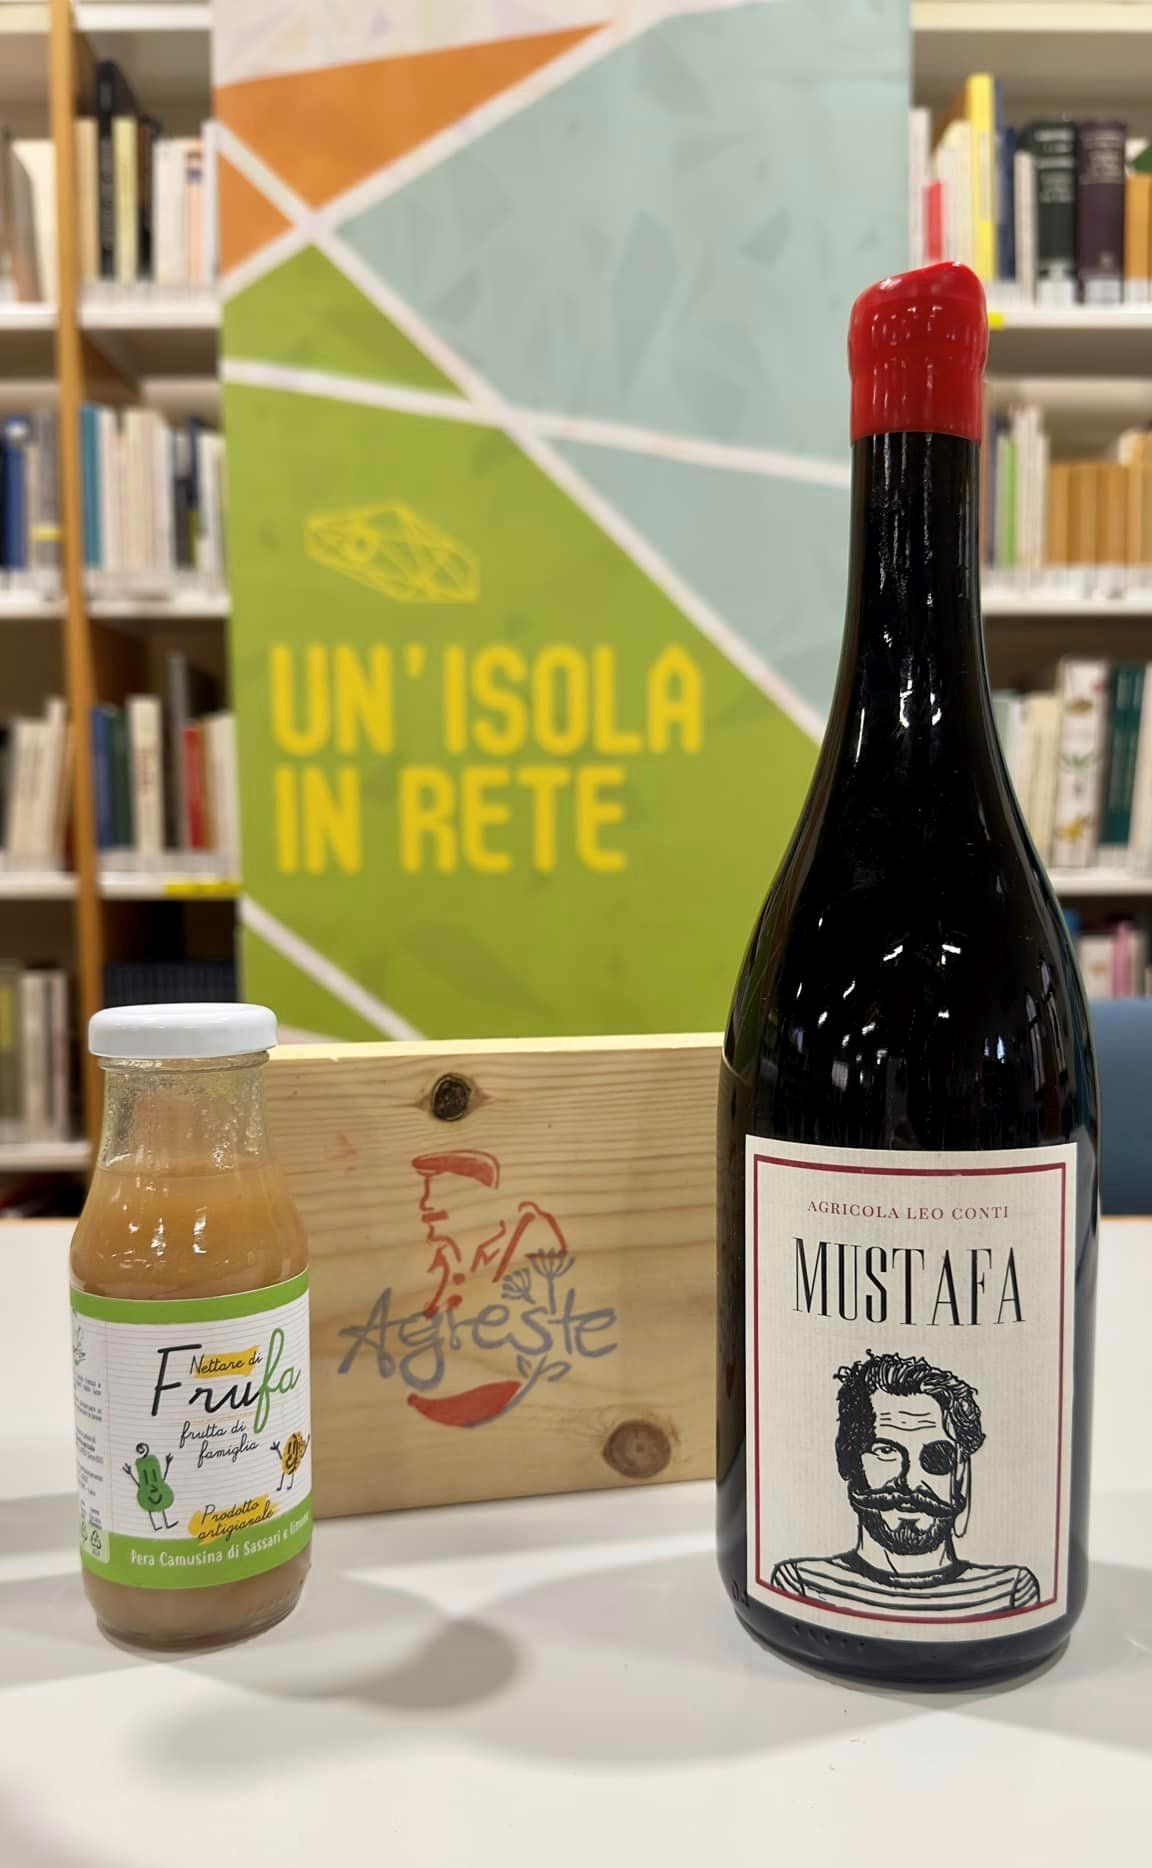 UN'ISOLA
IN RETE
AGRICOLA LEO CONTI
MUSTAFA
Agreste
Nettare di
Frufa
frutta di
famiglia
Prodotto
artigianale
Pera Camusina di Sassari e limone